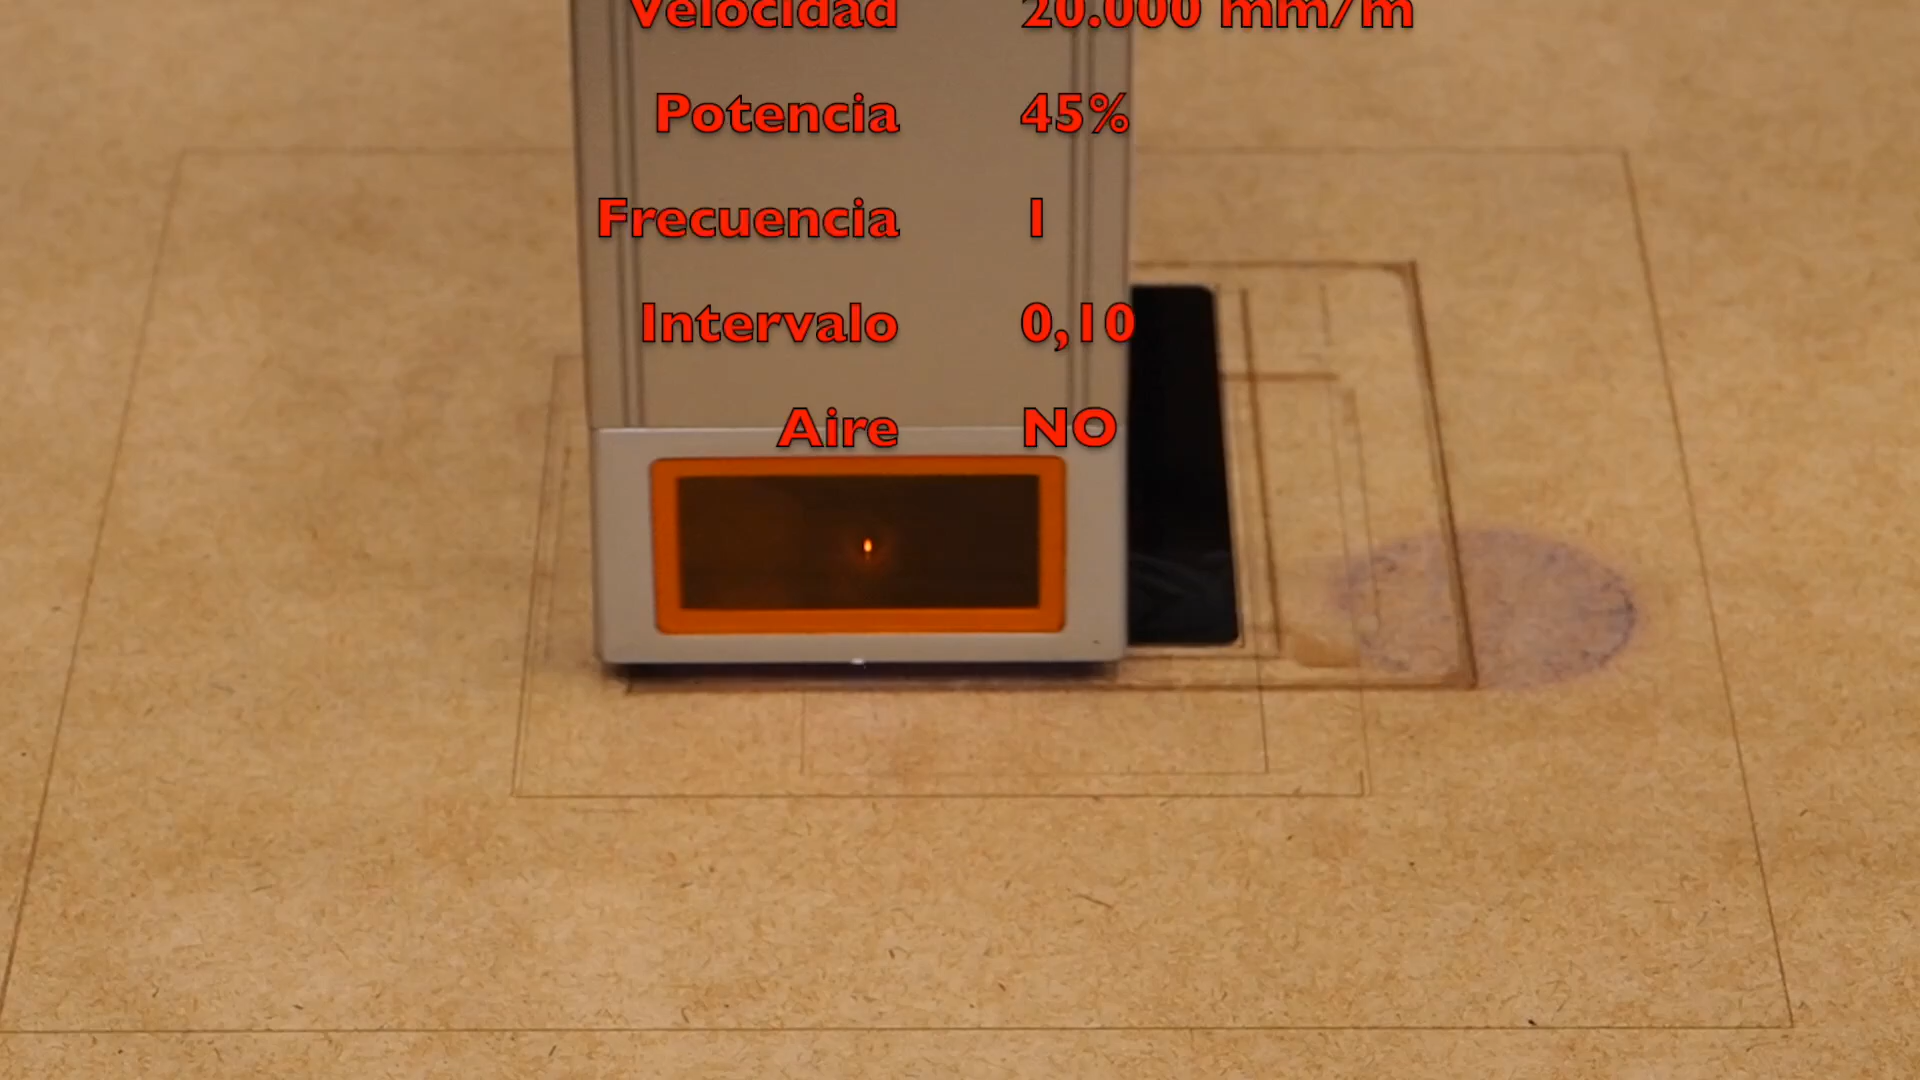 Velocidad 20.000 mm/m
Potencia 45%
Frecuencia 1
Intervalo 0,10
Aire NO